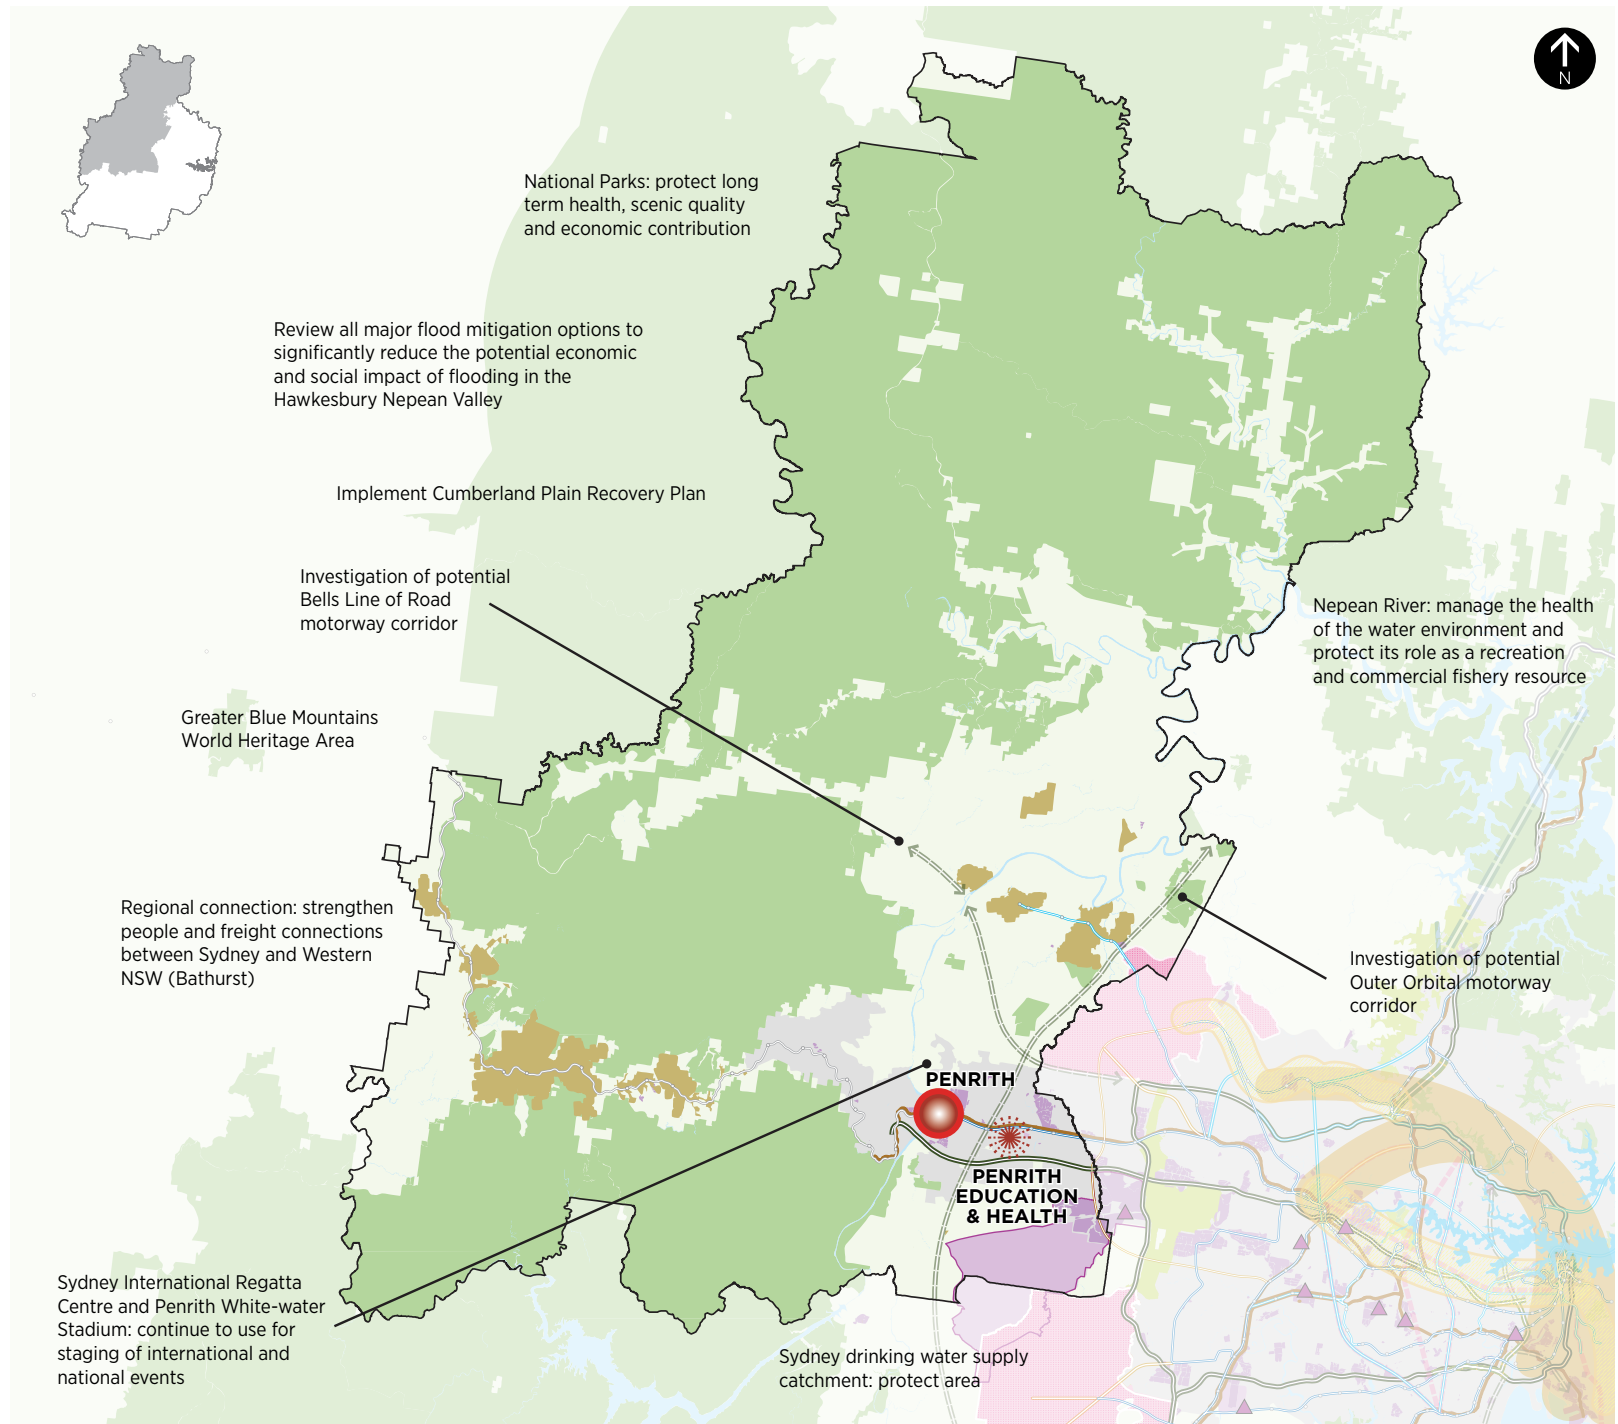 N
National Parks: protect long
term health, scenic quality
and economic contribution
Review all major flood mitigation options to
significantly reduce the potential economic
and social impact of flooding in the
Hawkesbury Nepean Valley
Implement Cumberland Plain Recovery Plan
Investigation of potential
Bells Line of Road
motorway corridor
Nepean River: manage the health
of the water environment and
protect its role as a recreation
and commercial fishery resource
Greater Blue Mountains
World Heritage Area
Regional connection: strengthen
people and freight connections
between Sydney and Western
NSW (Bathurst)
Investigation of potential
Outer Orbital motorway
corridor
PENRITH
PENRITH
EDUCATION
& HEALTH
Sydney International Regatta
Centre and Penrith White-water
Stadium: continue to use for
staging of international and
national events
Sydney drinking water supply
catchment: protect area